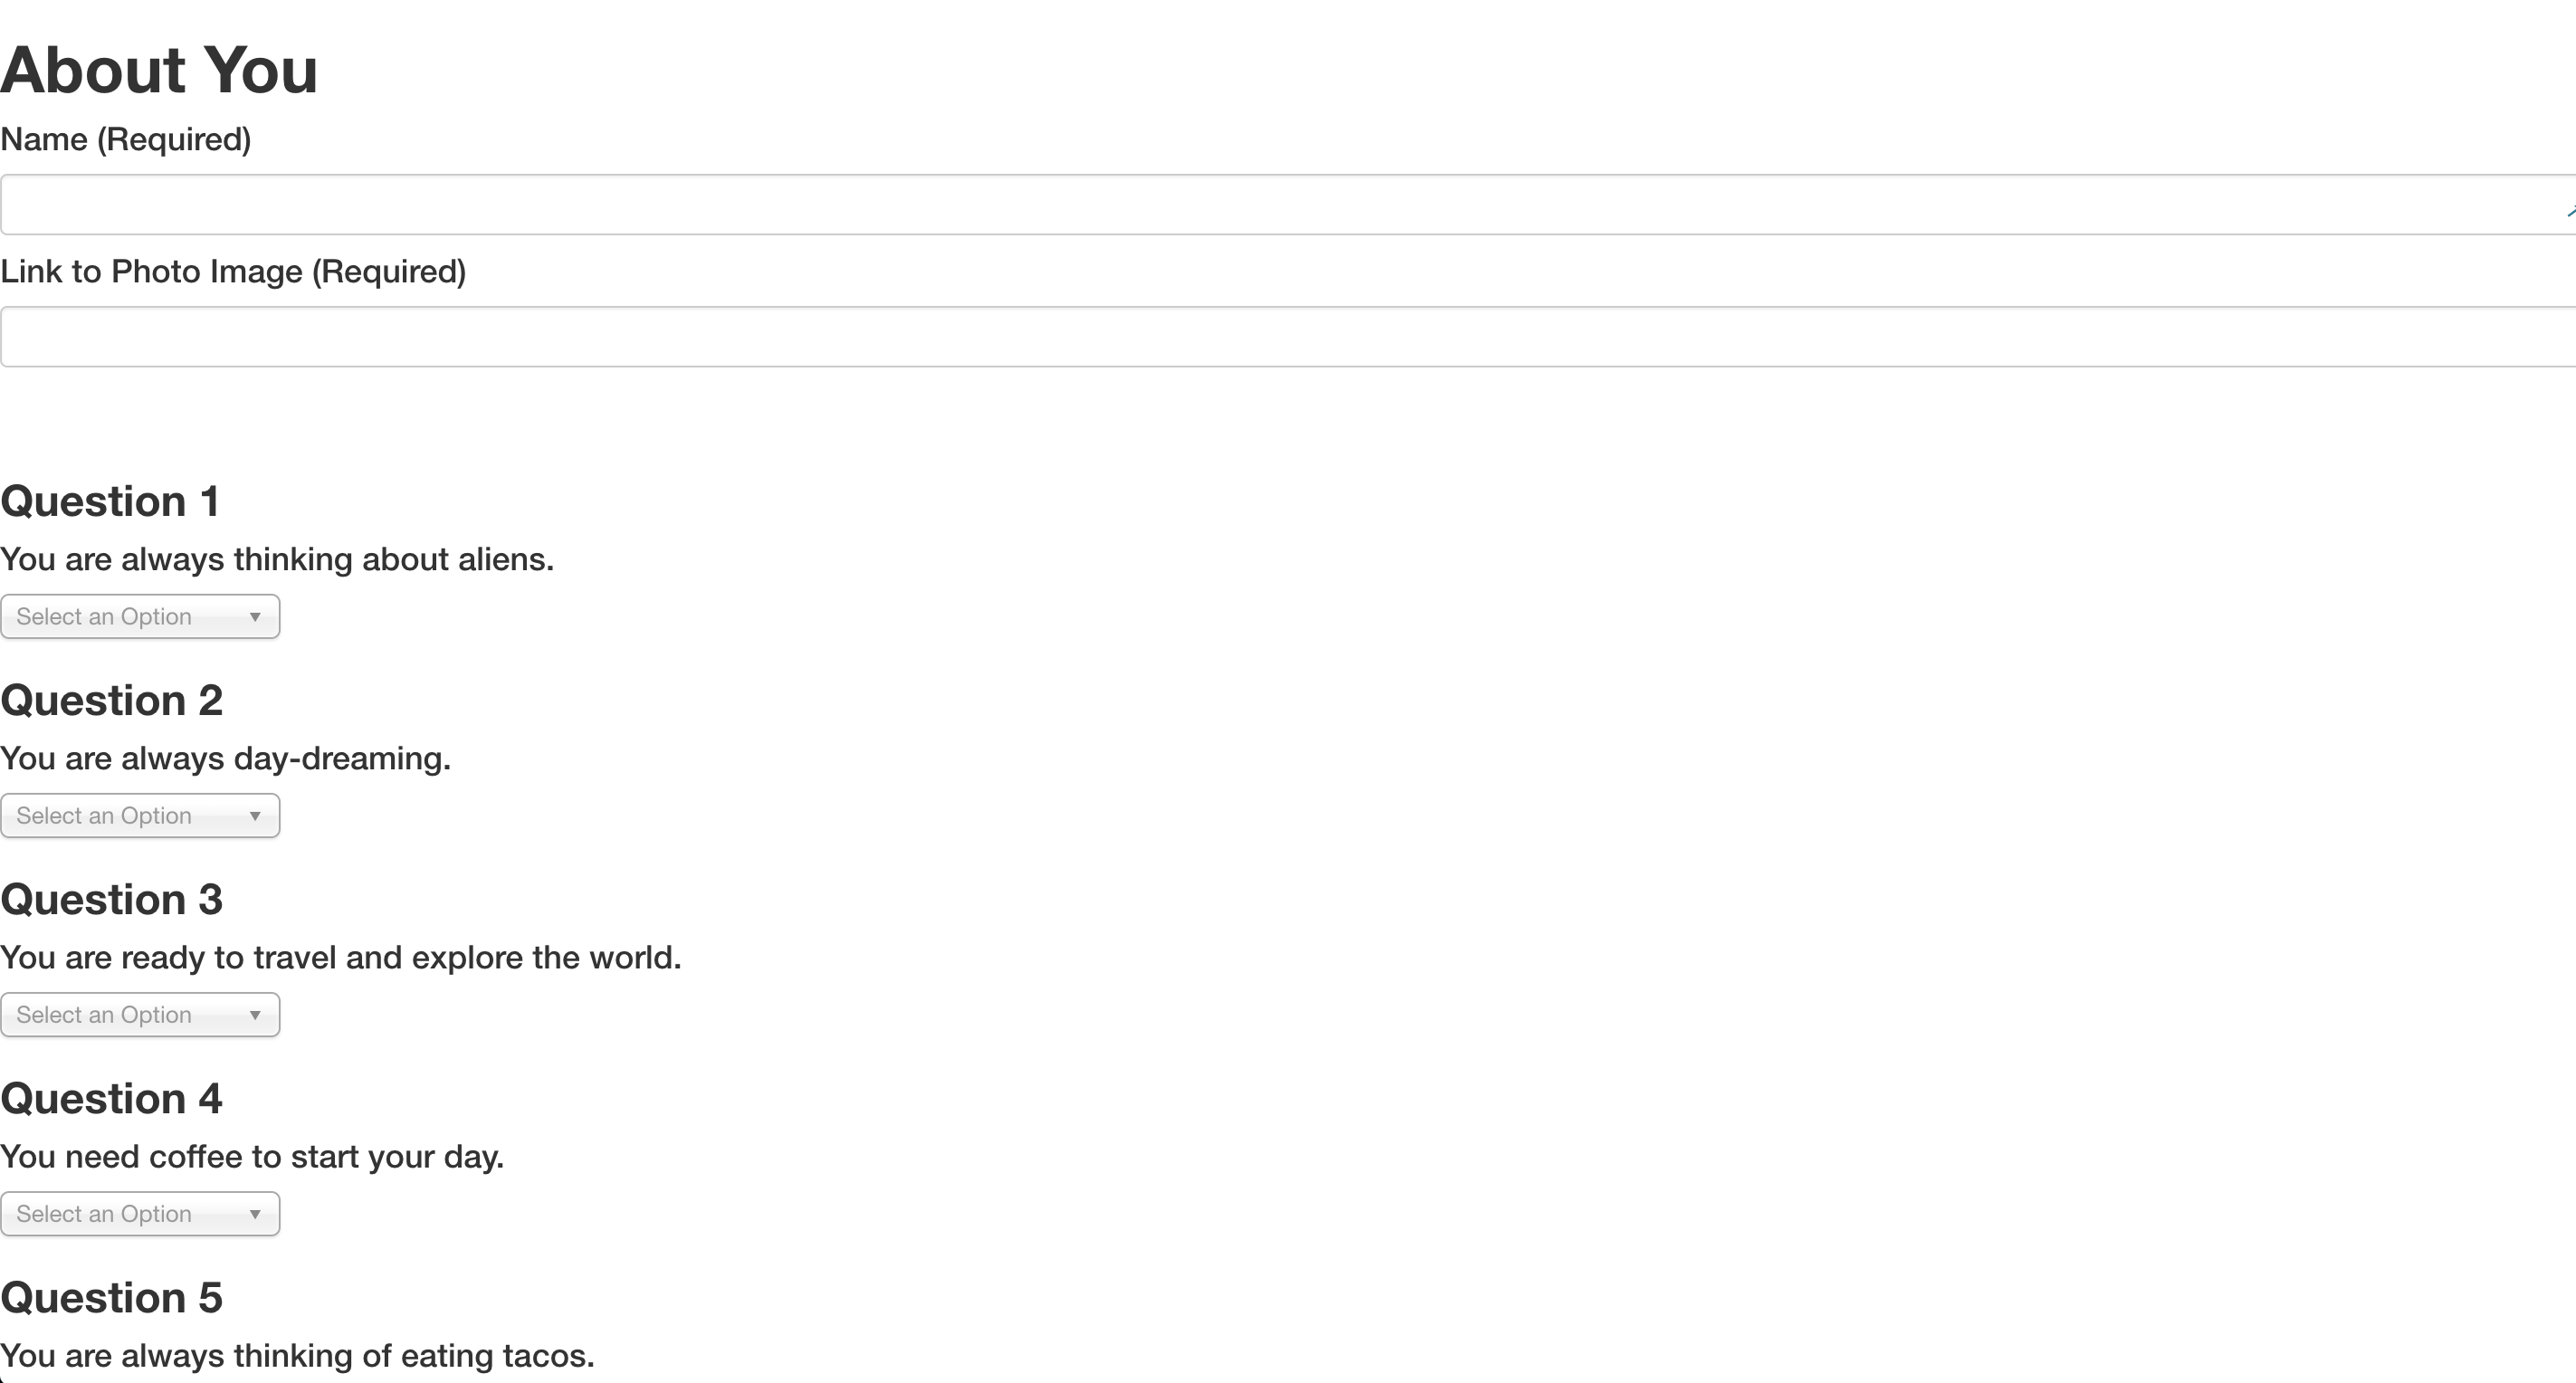 About You
Name (Required)
Link to Photo Image (Required)
Question 1
You are always thinking about aliens.
Select an Option
Question 2
You are always day-dreaming.
Select an Option
Question 3
You are ready to travel and explore the world.
Select an Option
Question 4
You need coffee to start your day.
Select an Option
Question 5
You are always thinking of eating tacos.